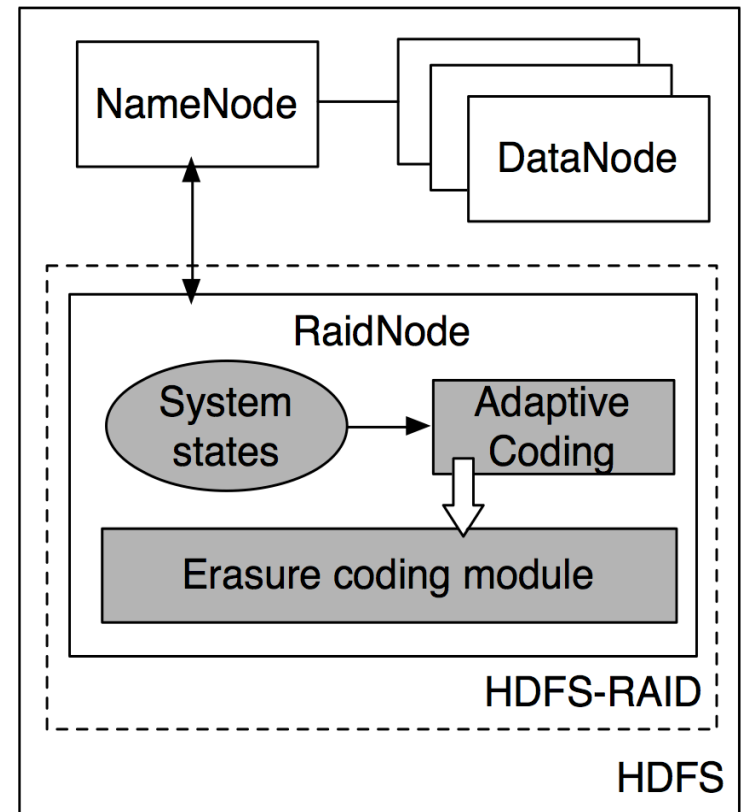 NameNode
DataNode
RaidNode
System
states
Adaptive
Coding
Erasure coding module
HDFS-RAID
HDFS